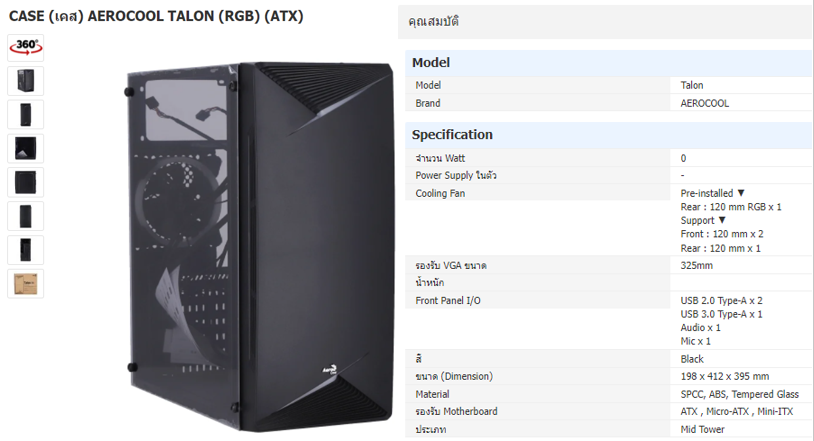 CASE (เคส) AEROCOOL TALON (RGB) (ATX)
360°
AeroCool
คุณสมบัติ
Model
Model Talon
Brand AEROCOOL
Specification
จำนวน Watt 0
Power Supply ในตัว -
Cooling Fan Pre-installed ▼
Rear : 120 mm RGB x 1
Support ▼
Front : 120 mm x 2
Rear : 120 mm x 1
รองรับ VGA ขนาด 325mm
น้ำหนัก
Front Panel I/O USB 2.0 Type-A x 2
USB 3.0 Type-A x 1
Audio x 1
Mic x 1
สี Black
ขนาด (Dimension) 198 x 412 x 395 mm
Material SPCC, ABS, Tempered Glass
รองรับ Motherboard ATX , Micro-ATX , Mini-ITX
ประเภท Mid Tower